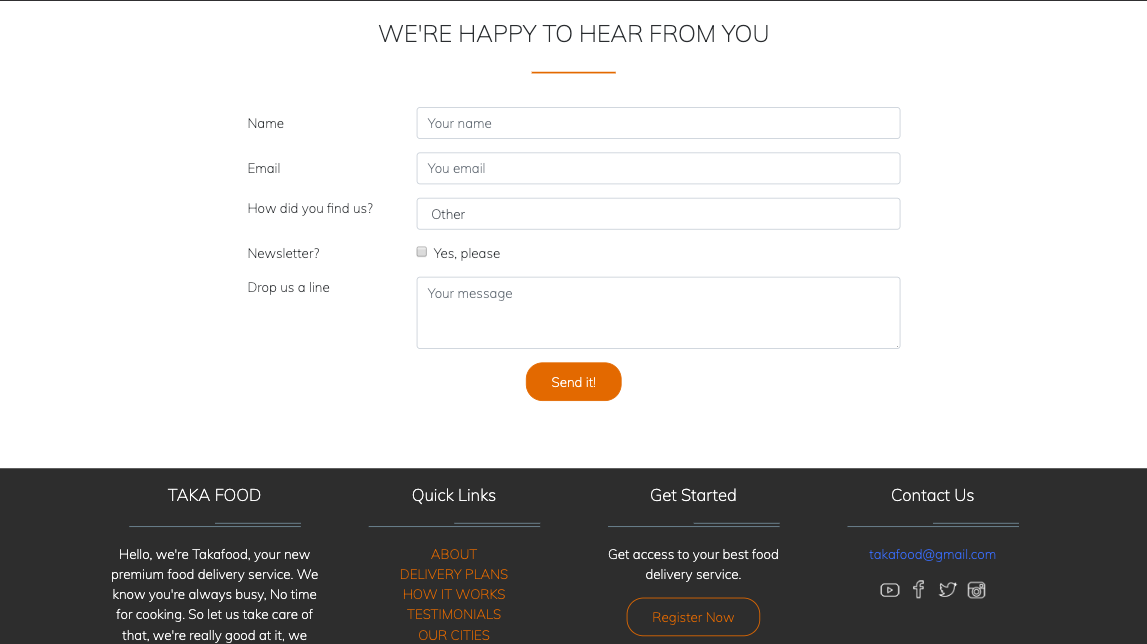 WE'RE HAPPY TO HEAR FROM YOU
Name
Your name
Email
You email
How did you find us?
Other
Newsletter?
Yes, please
Drop us a line
Your message
Send it!
TAKA FOOD
Hello, we're Takafood, your new
premium food delivery service. We
know you're always busy, No time
for cooking. So let us take care of
that, we're really good at it, we
Quick Links
ABOUT
DELIVERY PLANS
HOW IT WORKS
TESTIMONIALS
OUR CITIES
Get Started
Get access to your best food
delivery service.
Register Now
Contact Us
takafood@gmail.com